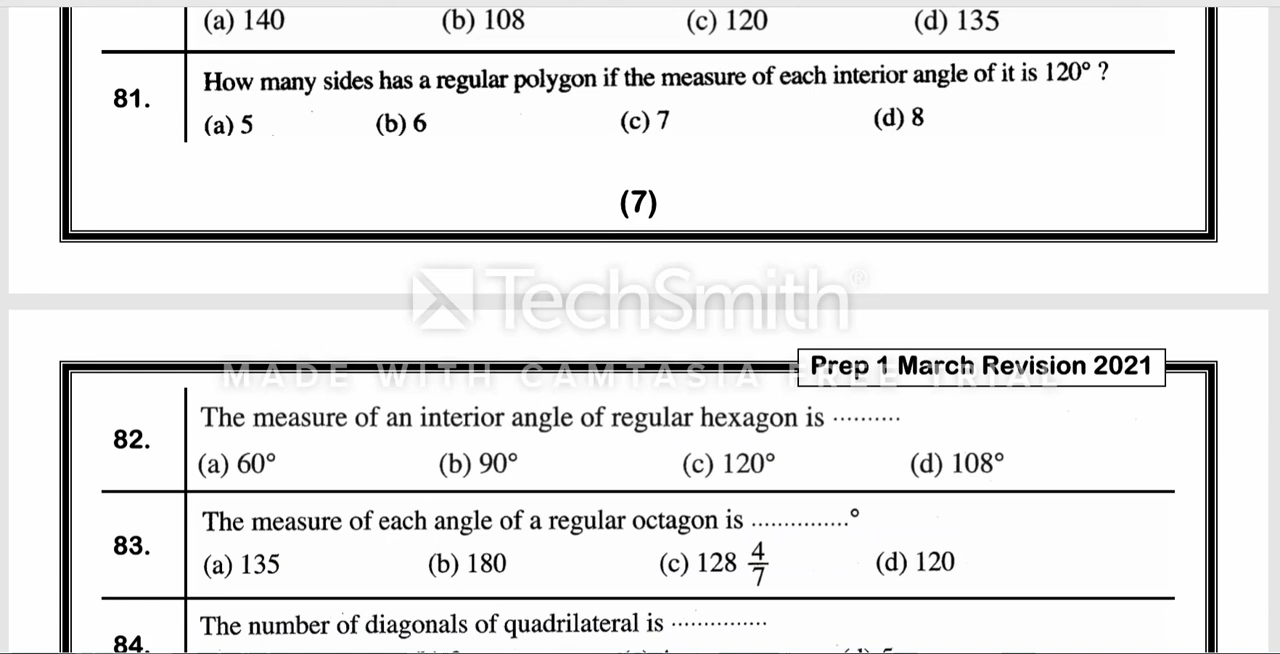 (a) 140 (b) 108 (c) 120 (d) 135
81. How many sides has a regular polygon if the measure of each interior angle of it is 120° ?
(a) 5 (b) 6 (c) 7 (d) 8
(7)
TechSmith®
MADE WITH CAMTASIA FREE TRIAL
Prep 1 March Revision 2021
82. The measure of an interior angle of regular hexagon is ··········
(a) 60° (b) 90° (c) 120° (d) 108°
83. The measure of each angle of a regular octagon is ...............°
(a) 135 (b) 180 (c) 128 4/7 (d) 120
84. The number of diagonals of quadrilateral is ···············